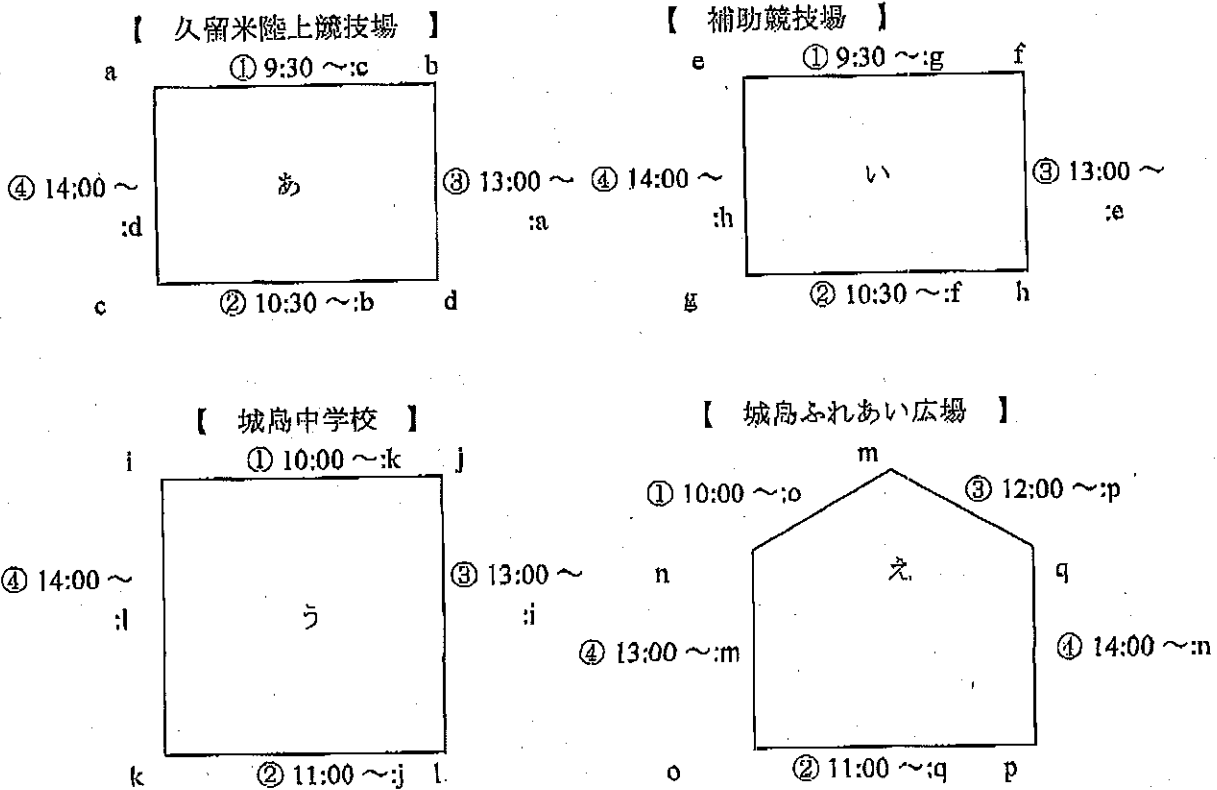 【 久留米陸上競技場 】
a ① 9:30 ～:c b
④ 14:00 ～ あ ③ 13:00 ～
:d :a
c ② 10:30 ～:b d
【 補助競技場 】
e ① 9:30 ～:g f
④ 14:00 ～ い ③ 13:00 ～
:h :e
g ② 10:30 ～:f h
【 城島中学校 】
i ① 10:00 ～:k j
④ 14:00 ～ ③ 13:00 ～
:l う :i
k ② 11:00 ～:j l
【 城島ふれあい広場 】
m
① 10:00 ～:o ③ 12:00 ～:p
n え q
④ 13:00 ～:m ④ 14:00 ～:n
o ② 11:00 ～:q p